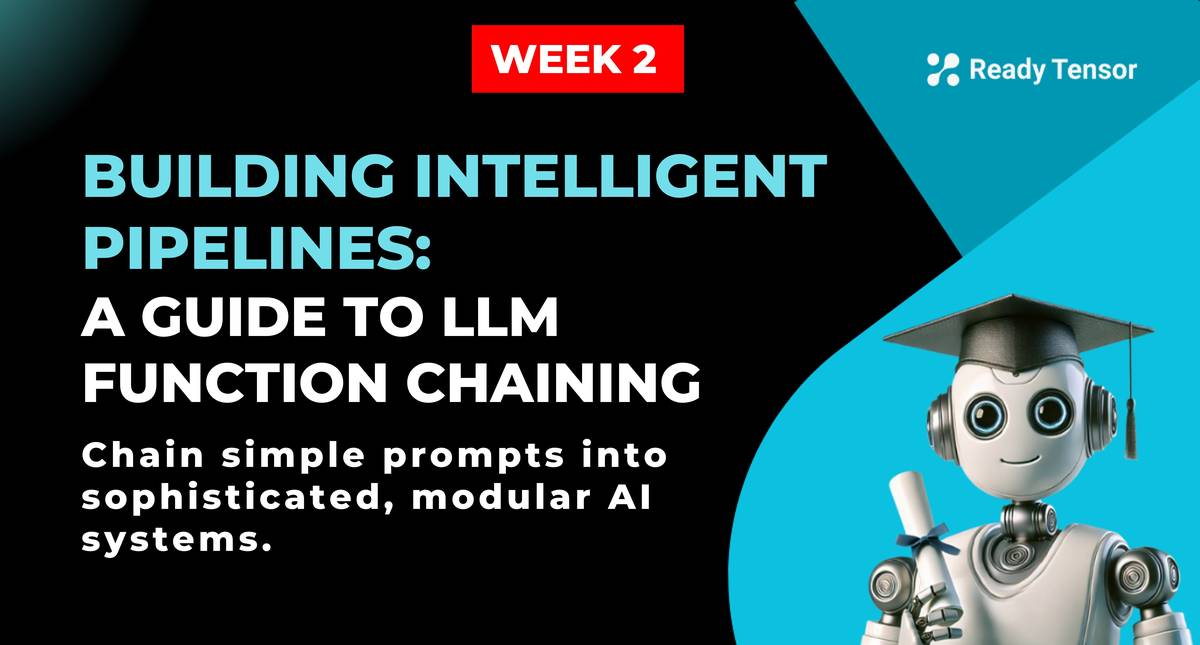 WEEK 2
Ready Tensor
BUILDING INTELLIGENT
PIPELINES:
A GUIDE TO LLM
FUNCTION CHAINING
Chain simple prompts into
sophisticated, modular AI
systems.